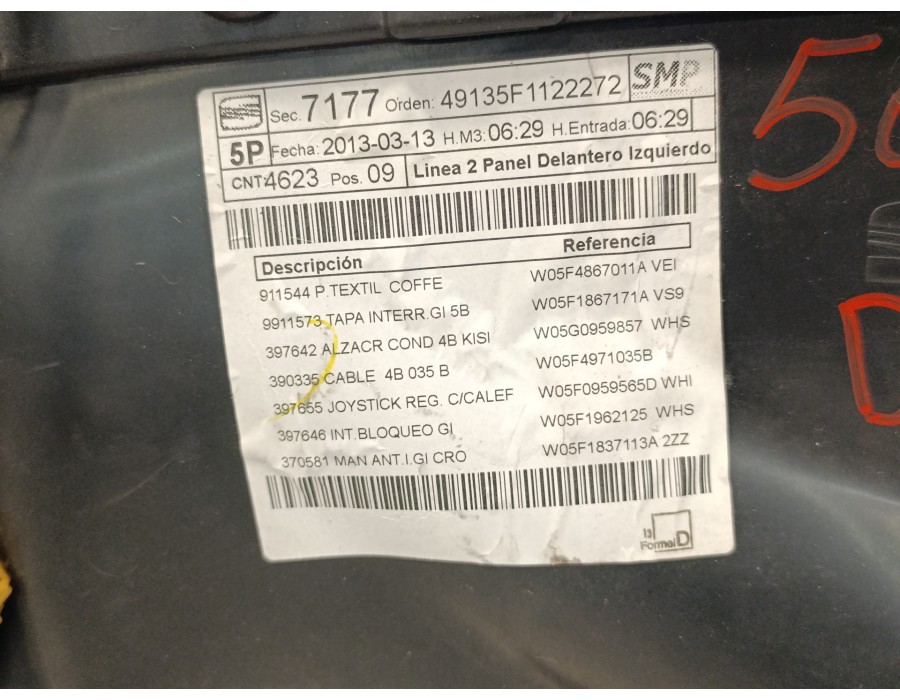 Sec. 7177 Orden: 49135F1122272 SMP
5P Fecha: 2013-03-13 H.M3: 06:29 H.Entrada: 06:29
CNT: 4623 Pos. 09 Linea 2 Panel Delantero Izquierdo
Descripción Referencia
911544 P.TEXTIL COFFE W05F4867011A VEI
9911573 TAPA INTERR.GI 5B W05F1867171A VS9
397642 ALZACR COND 4B KISI W05G0959857 WHS
390335 CABLE 4B 035 B W05F4971035B
397655 JOYSTICK REG. C/CALEF W05F0959565D WHI
397646 INT.BLOQUEO GI W05F1962125 WHS
370581 MAN ANT.I.GI CRO W05F1837113A 2ZZ
13
Formel D
5
D